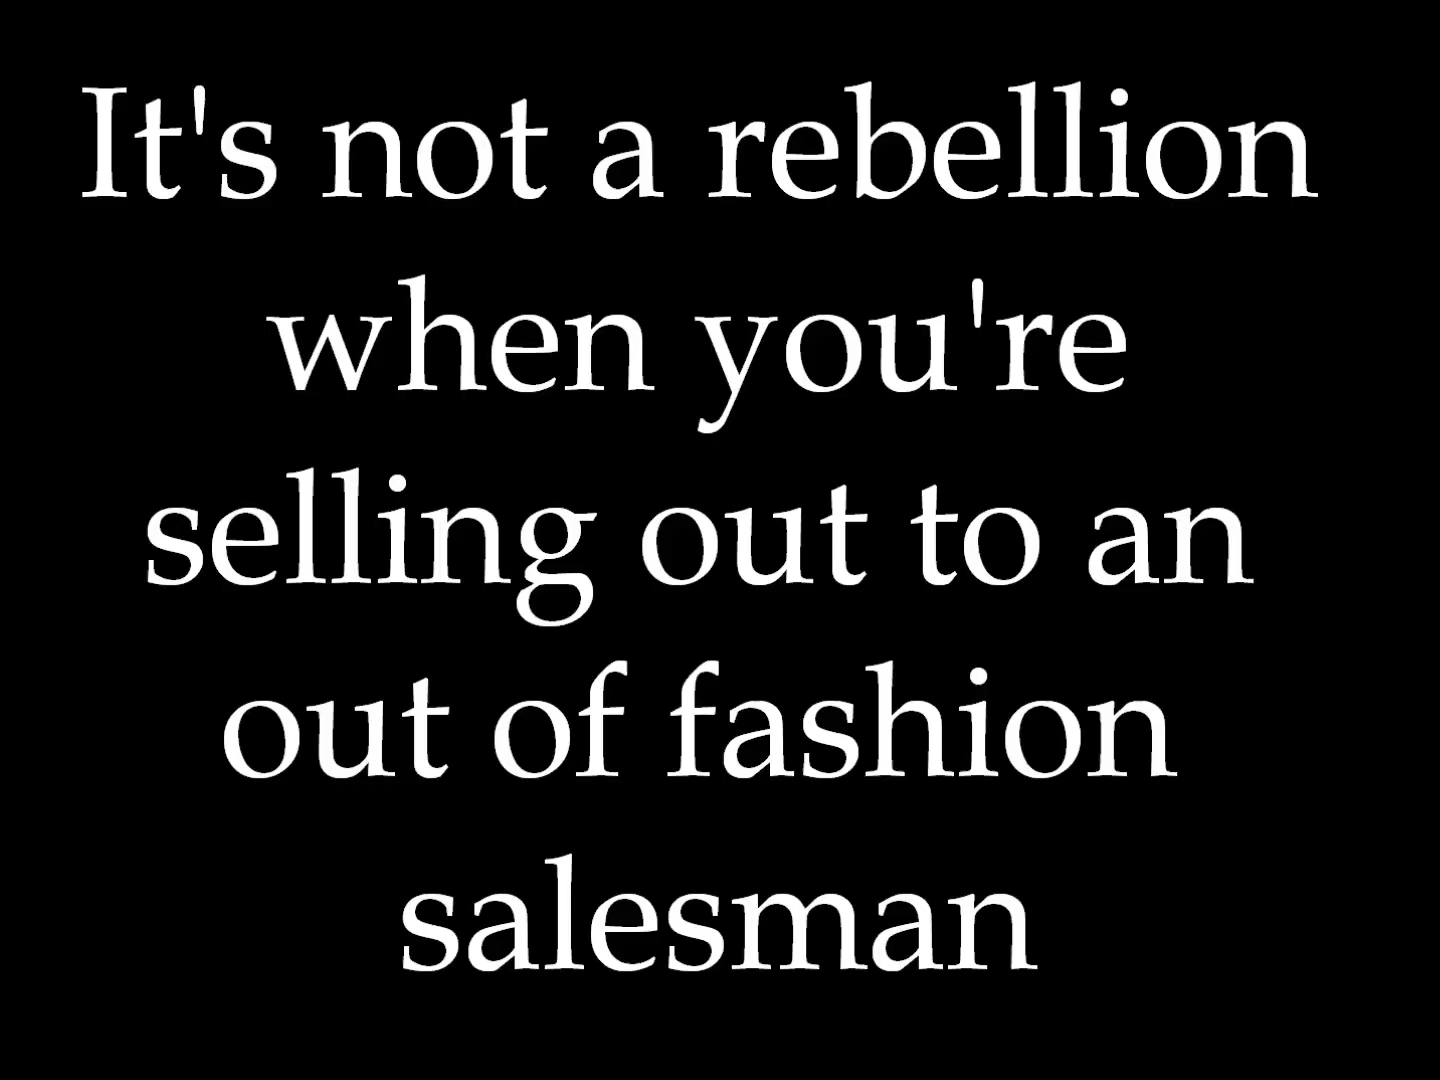 It's not a rebellion
when you're
selling out to an
out of fashion
salesman